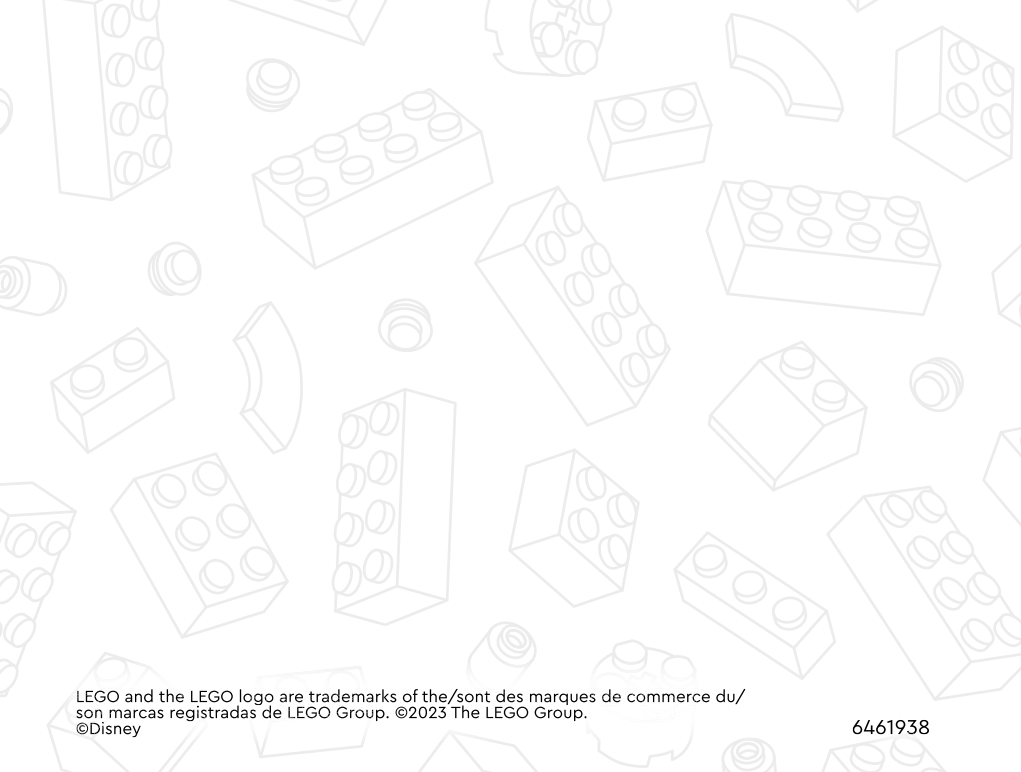 LEGO and the LEGO logo are trademarks of the/sont des marques de commerce du/
son marcas registradas de LEGO Group. ©2023 The LEGO Group.
©Disney
6461938